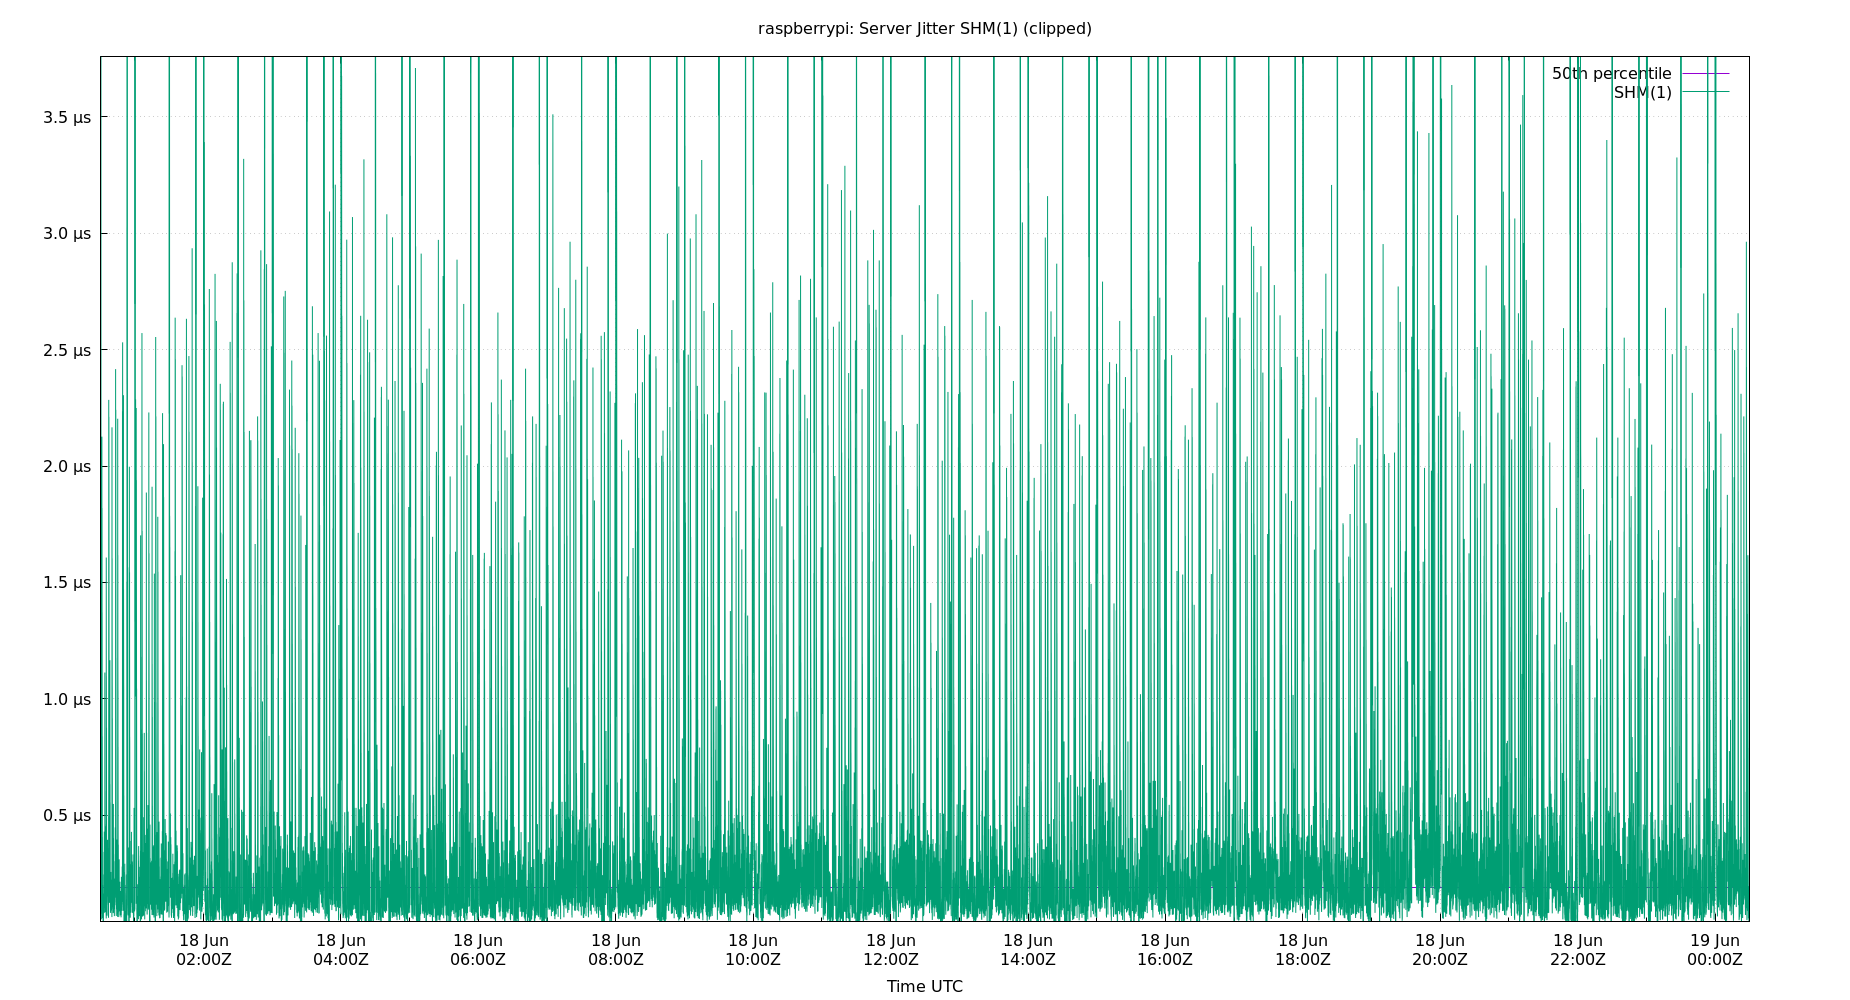 raspberrypi: Server Jitter SHM(1) (clipped)
50th percentile
SHM(1)
3.5 µs
3.0 µs
2.5 µs
2.0 µs
1.5 µs
1.0 µs
0.5 µs
18 Jun 18 Jun 18 Jun 18 Jun 18 Jun 18 Jun 18 Jun 18 Jun 18 Jun 18 Jun 18 Jun 19 Jun
02:00Z 04:00Z 06:00Z 08:00Z 10:00Z 12:00Z 14:00Z 16:00Z 18:00Z 20:00Z 22:00Z 00:00Z
Time UTC